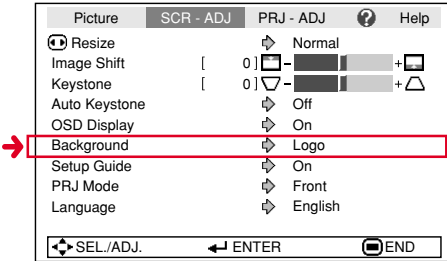 Picture SCR - ADJ PRJ - ADJ ? Help
Resize Normal
Image Shift [ 0 ] - +
Keystone [ 0 ] - +
Auto Keystone Off
OSD Display On
Background Logo
Setup Guide On
PRJ Mode Front
Language English
SEL./ADJ. ENTER END